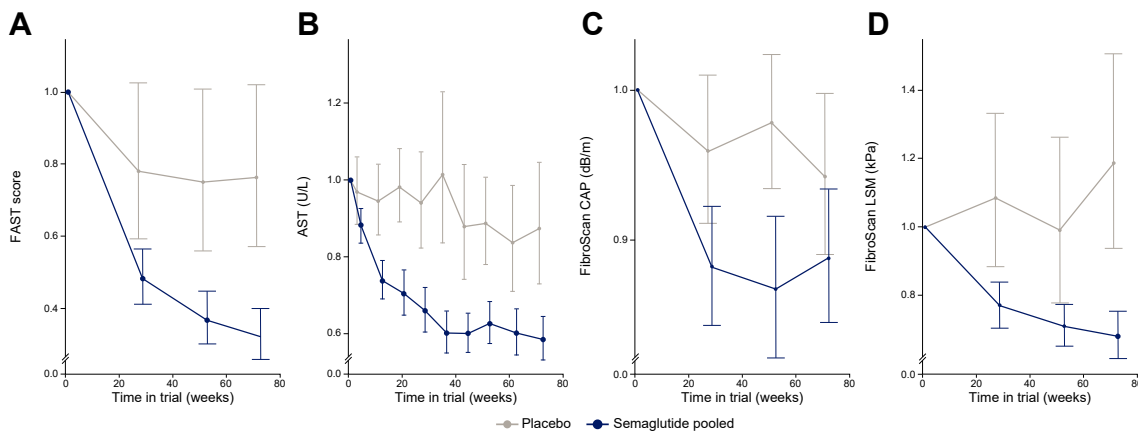 A
B
C
D
FAST score
1.0
0.8
0.6
0.4
0.0
0
20
40
60
80
Time in trial (weeks)
AST (U/L)
1.2
1.0
0.8
0.6
0.0
0
20
40
60
80
Time in trial (weeks)
FibroScan CAP (dB/m)
1.0
0.9
0.0
0
20
40
60
80
Time in trial (weeks)
FibroScan LSM (kPa)
1.4
1.2
1.0
0.8
0.0
0
20
40
60
80
Time in trial (weeks)
Placebo
Semaglutide pooled